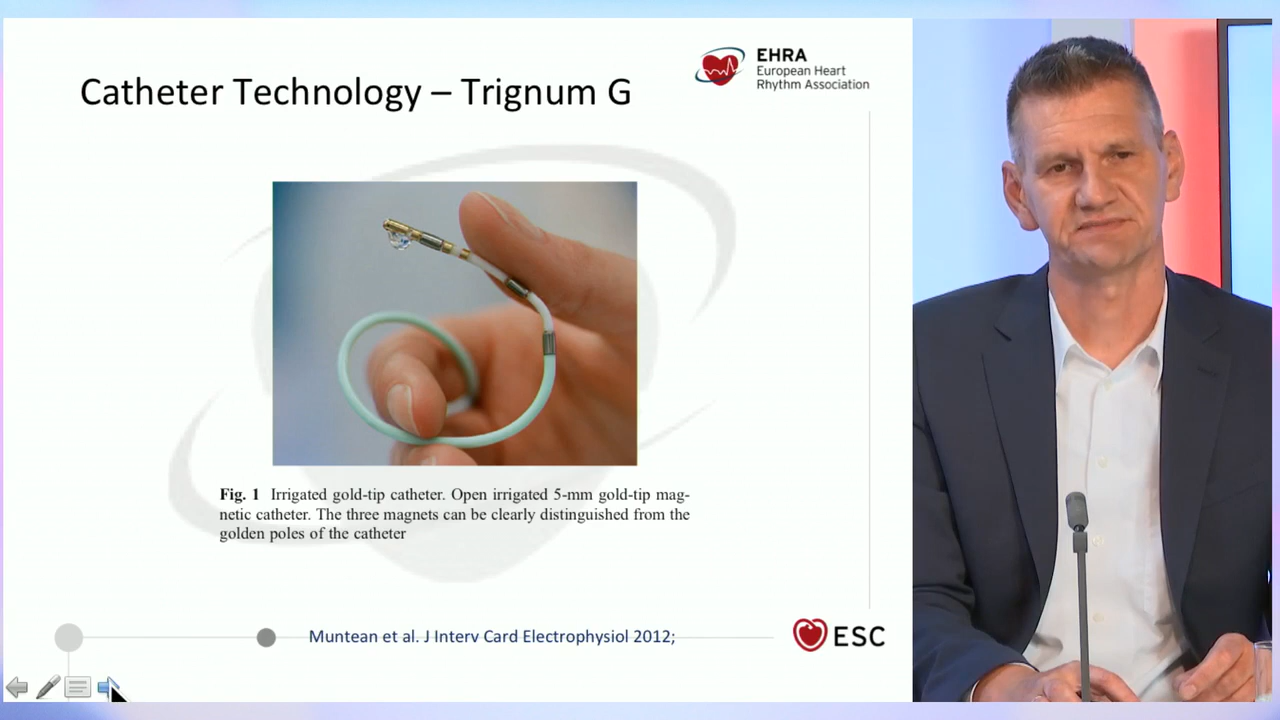 Catheter Technology – Trignum G
EHRA
European Heart
Rhythm Association
Fig. 1 Irrigated gold-tip catheter. Open irrigated 5-mm gold-tip mag-
netic catheter. The three magnets can be clearly distinguished from the
golden poles of the catheter
Muntean et al. J Interv Card Electrophysiol 2012;
ESC